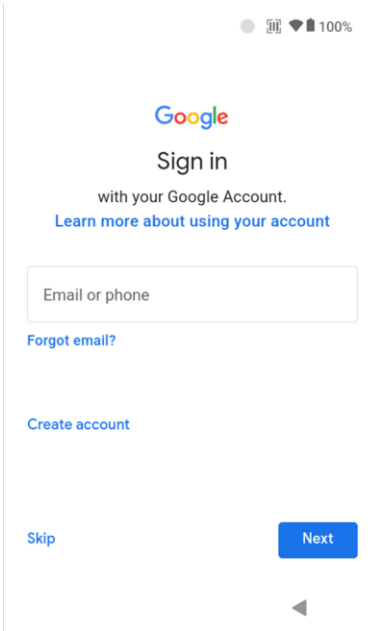 100%
Google
Sign in
with your Google Account.
Learn more about using your account
Email or phone
Forgot email?
Create account
Skip
Next